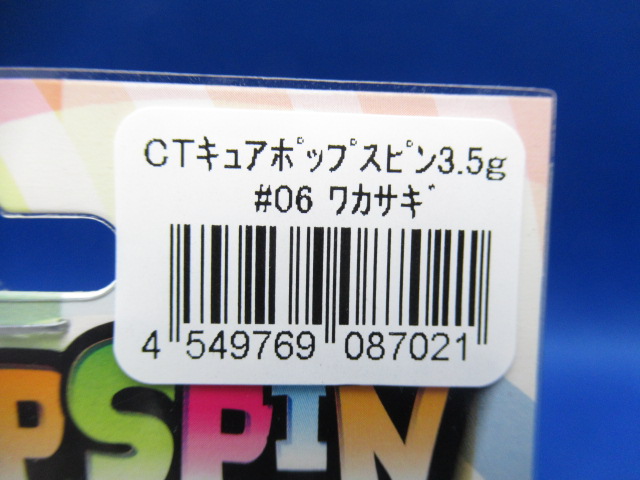 CTｷｭｱﾎﾟｯﾌﾟｽﾋﾟﾝ3.5g
#06 ﾜｶｻｷﾞ
4 549769 087021
PSPIN